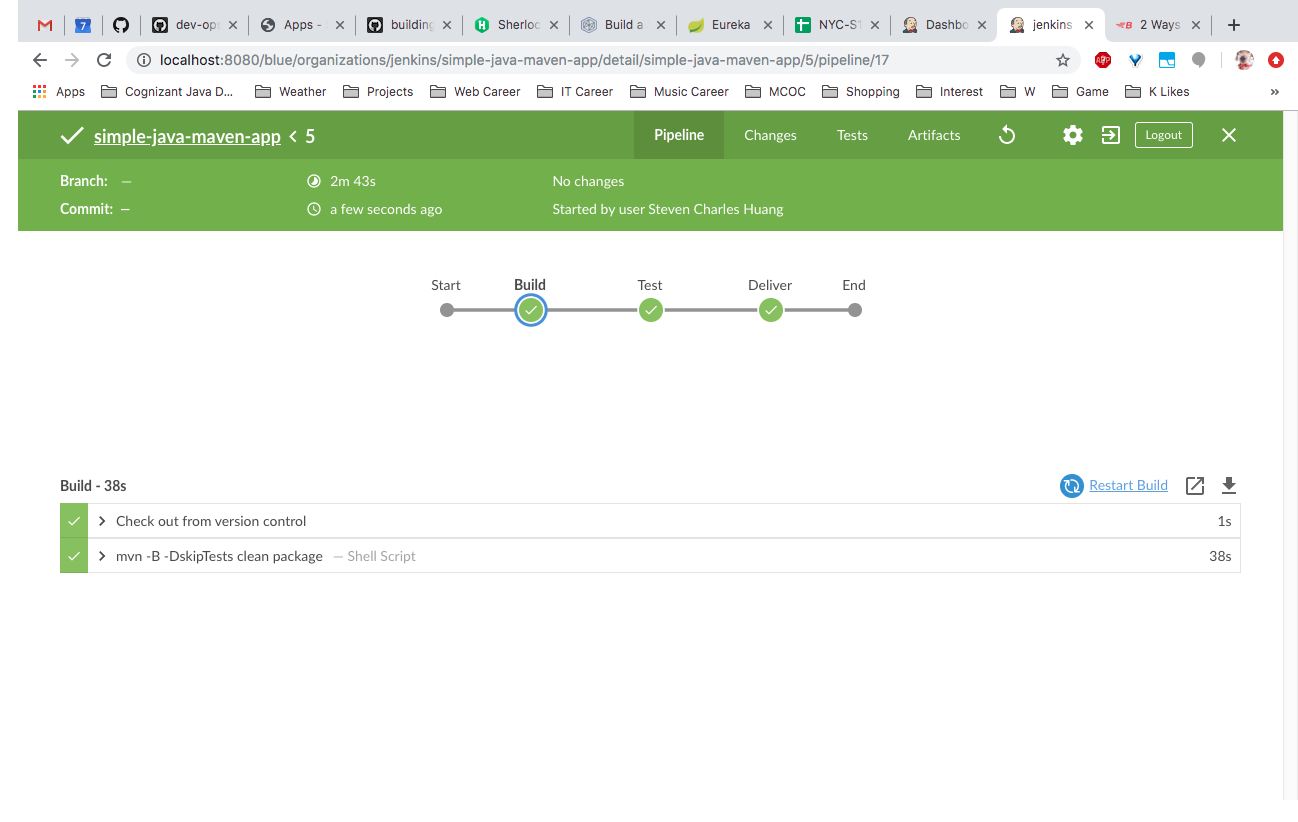 7 dev-ops Apps - building Sherloc Build a Eureka NYC-ST Dashbo jenkins B 2 Ways
localhost:8080/blue/organizations/jenkins/simple-java-maven-app/detail/simple-java-maven-app/5/pipeline/17 ABP
Apps Cognizant Java D... Weather Projects Web Career IT Career Music Career MCOC Shopping Interest W Game K Likes »
simple-java-maven-app < 5 Pipeline Changes Tests Artifacts Logout
Branch: — 2m 43s No changes
Commit: — a few seconds ago Started by user Steven Charles Huang
Start Build Test Deliver End
Build - 38s Restart Build
Check out from version control 1s
mvn -B -DskipTests clean package — Shell Script 38s